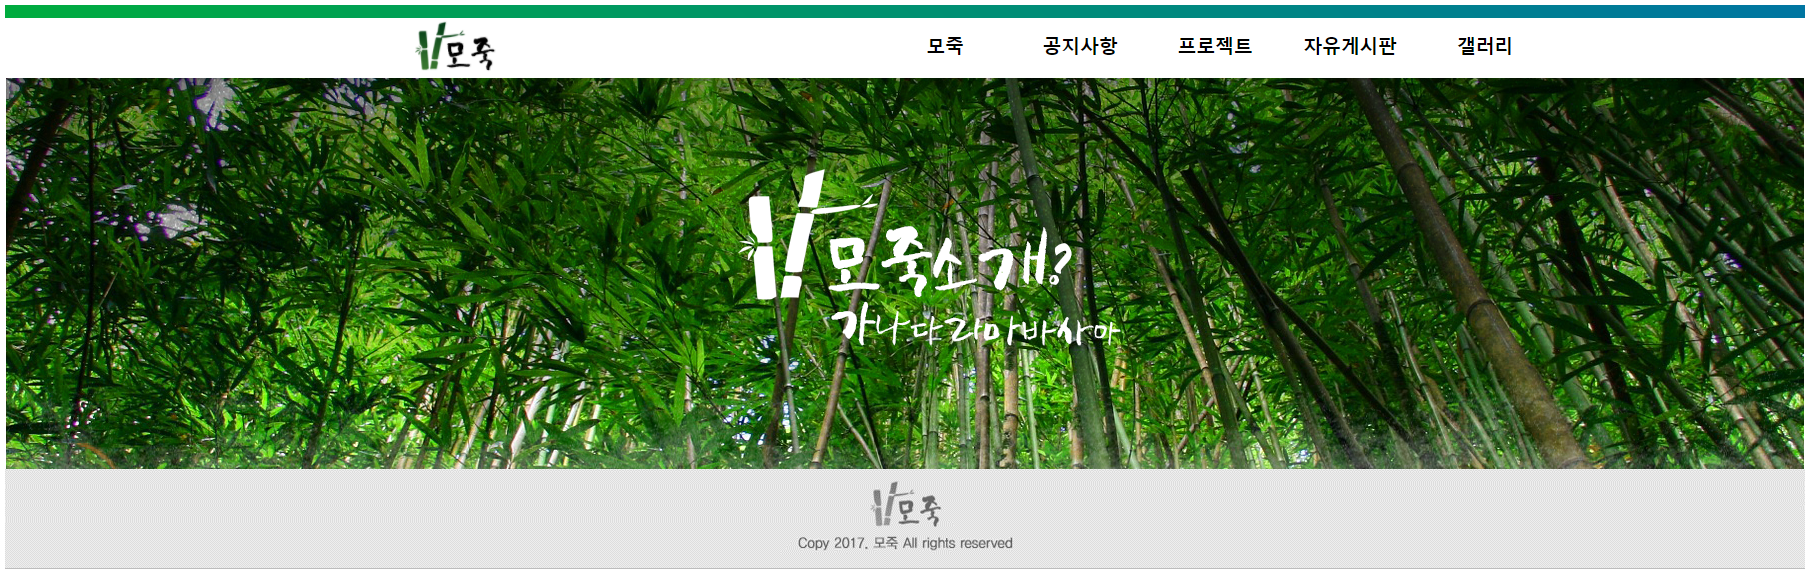 모죽
모죽 공지사항 프로젝트 자유게시판 갤러리
모죽소개?
가나다라마바사아
모죽
Copy 2017. 모죽 All rights reserved